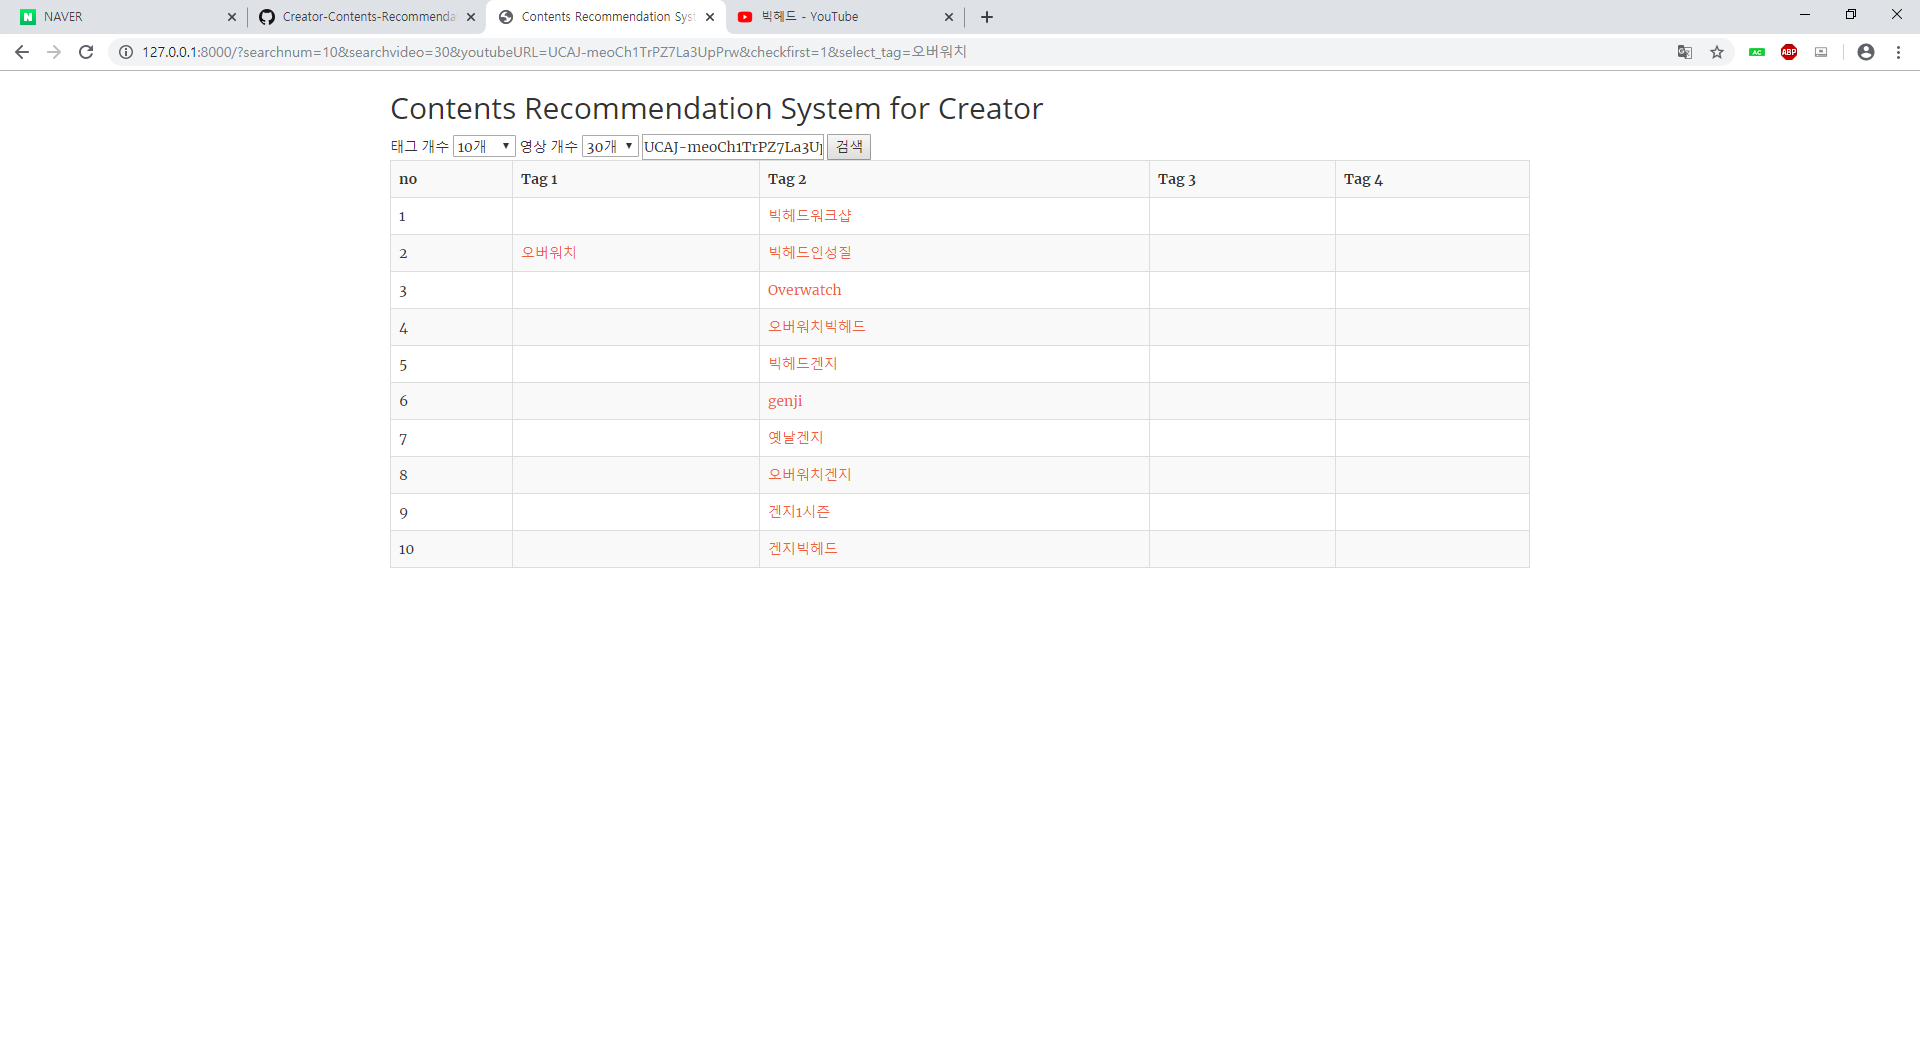 NAVER
Creator-Contents-Recommenda
Contents Recommendation Syst
빅헤드 - YouTube
127.0.0.1:8000/?searchnum=10&searchvideo=30&youtubeURL=UCAJ-meoCh1TrPZ7La3UpPrw&checkfirst=1&select_tag=오버워치
AC
ABP
Contents Recommendation System for Creator
태그 개수 10개 영상 개수 30개 UCAJ-meoCh1TrPZ7La3Up 검색
no Tag 1 Tag 2 Tag 3 Tag 4
1 빅헤드워크샵
2 오버워치 빅헤드인성질
3 Overwatch
4 오버워치빅헤드
5 빅헤드겐지
6 genji
7 옛날겐지
8 오버워치겐지
9 겐지1시즌
10 겐지빅헤드